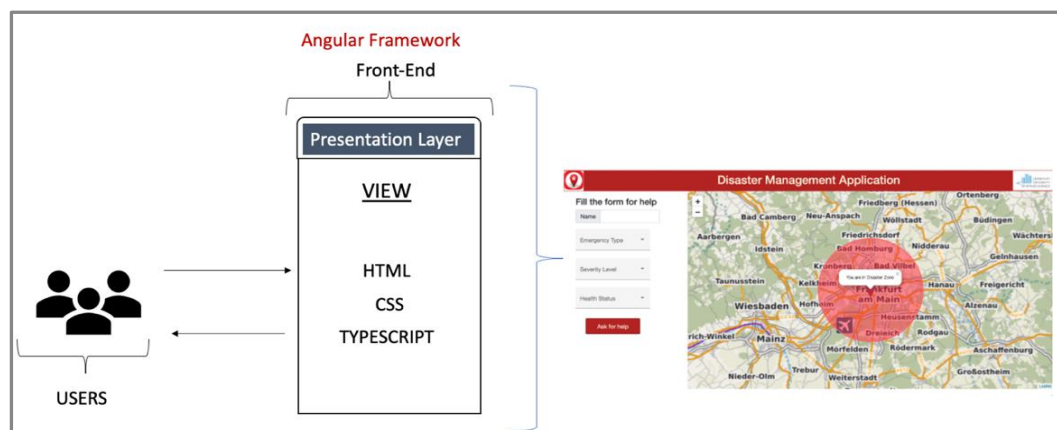 Angular Framework
Front-End
Presentation Layer
VIEW
HTML
CSS
TYPESCRIPT
USERS
Disaster Management Application
Fill the form for help
Name
Emergency Type
Severity Level
Health Status
Ask for help
+
−
Ortenberg
Friedberg (Hessen)
Bad Camberg
Neu-Anspach
Wöllstadt
Büdingen
Aarbergen
Friedrichsdorf
Nidderau
Idstein
Bad Homburg
Gelnhausen
Kronberg
Bad Vilbel
Taunusstein
Kelkheim
You are in Disaster Zone
Hanau
Freigericht
Frankfurt
am Main
Wiesbaden
Hofheim
Alzenau
Heusenstamm
Mainz
Dreieich
Rodgau
Mörfelden
Rödermark
Aschaffenburg
Trebur
Nieder-Olm
Weiterstadt
Großostheim
Leaflet